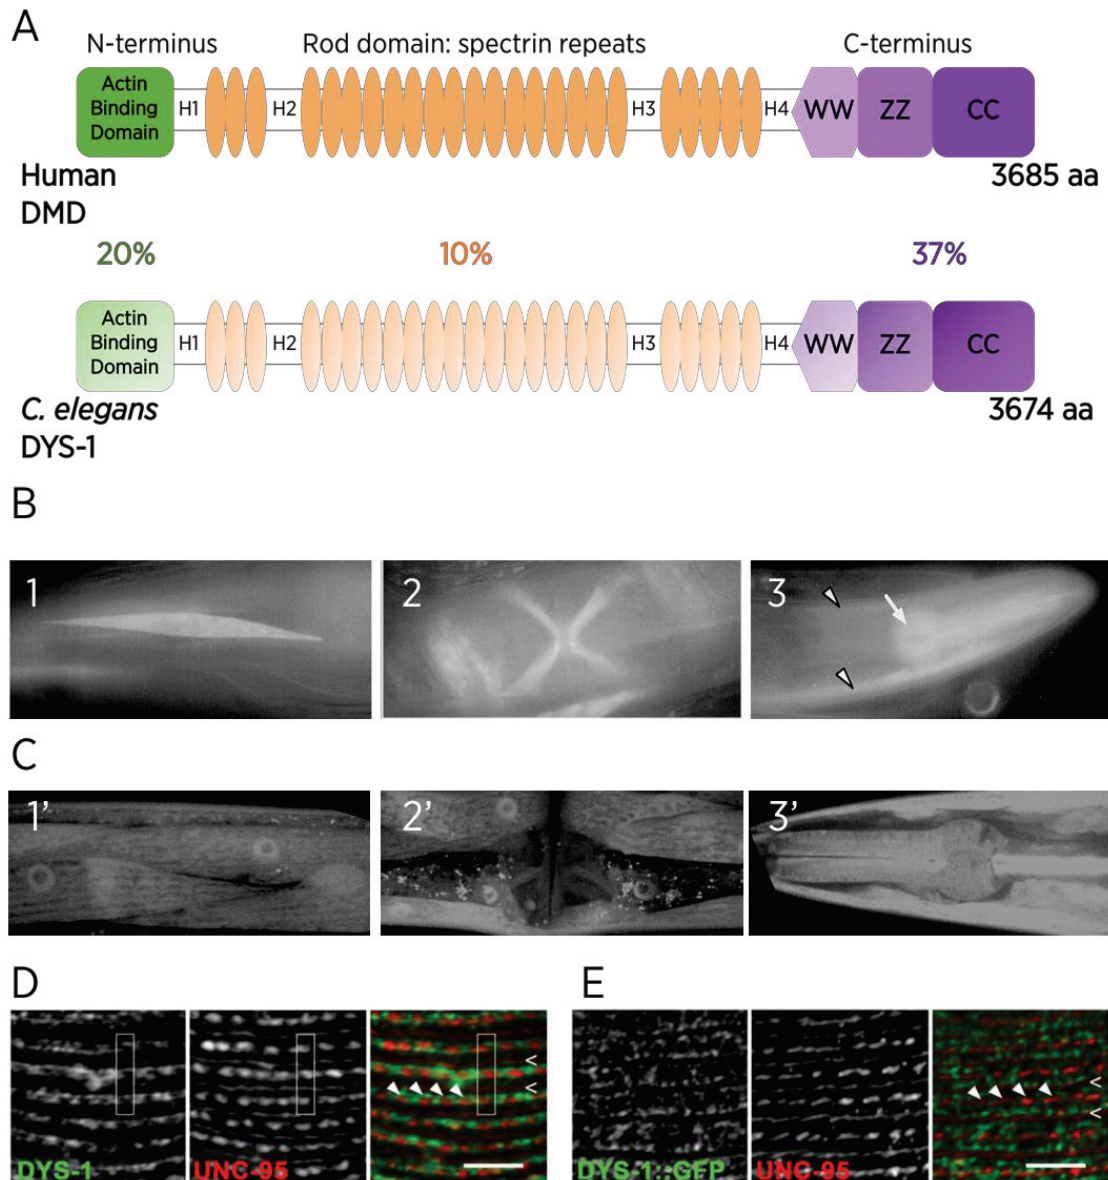 A
N-terminus Rod domain: spectrin repeats C-terminus
Actin
Binding
Domain
H1 H2 H3 H4 WW ZZ CC
Human
DMD
3685 aa
20% 10% 37%
Actin
Binding
Domain
H1 H2 H3 H4 WW ZZ CC
C. elegans
DYS-1
3674 aa
B
1 2 3
C
1' 2' 3'
D E
DYS-1 UNC-95 DYS-1::GFP UNC-95